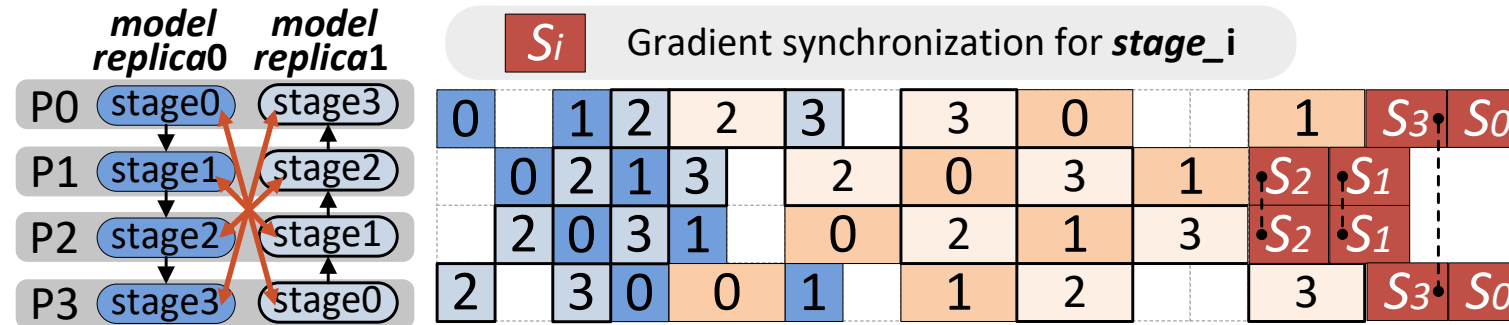 model model
replica0 replica1
Si Gradient synchronization for stage_i
P0 stage0 stage3 0 1 2 2 3 3 0 1 S3 S0
P1 stage1 stage2 0 2 1 3 2 0 3 1 S2 S1
P2 stage2 stage1 2 0 3 1 0 2 1 3 S2 S1
P3 stage3 stage0 2 3 0 0 1 1 2 3 S3 S0